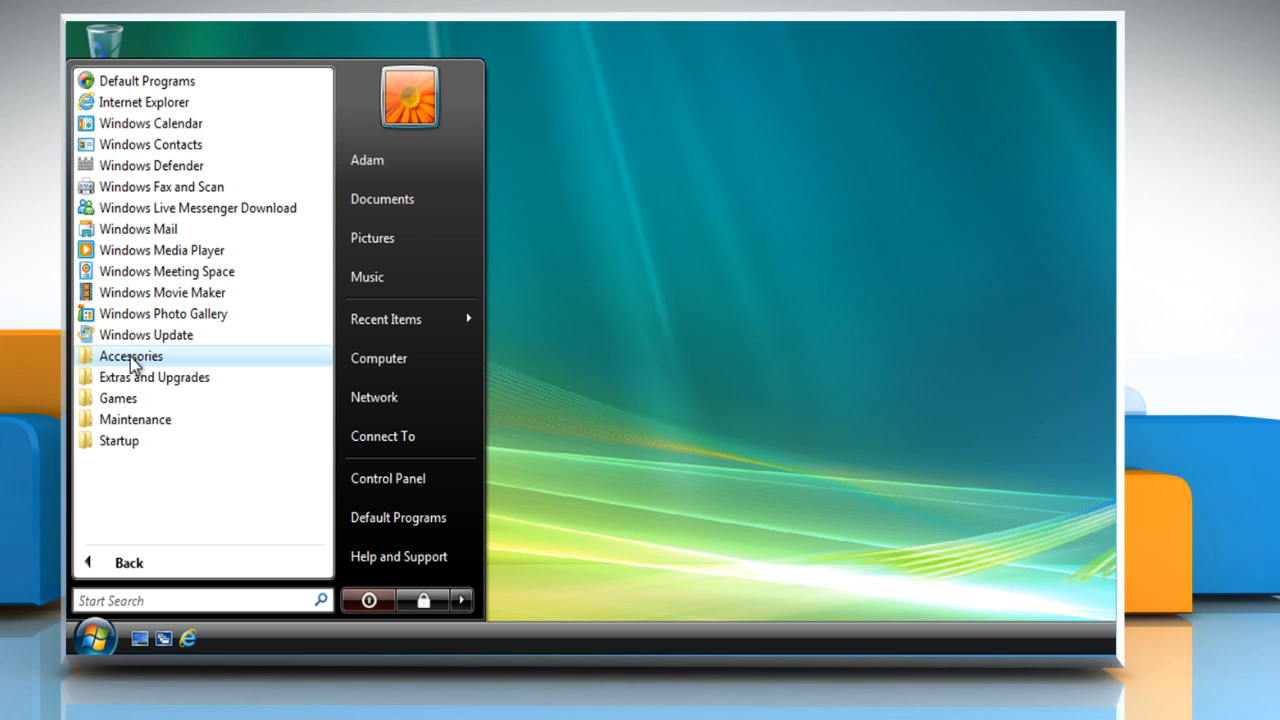 Default Programs
Internet Explorer
Windows Calendar
Windows Contacts
Windows Defender
Windows Fax and Scan
Windows Live Messenger Download
Windows Mail
Windows Media Player
Windows Meeting Space
Windows Movie Maker
Windows Photo Gallery
Windows Update
Accessories
Extras and Upgrades
Games
Maintenance
Startup
Back
Start Search
Adam
Documents
Pictures
Music
Recent Items
Computer
Network
Connect To
Control Panel
Default Programs
Help and Support